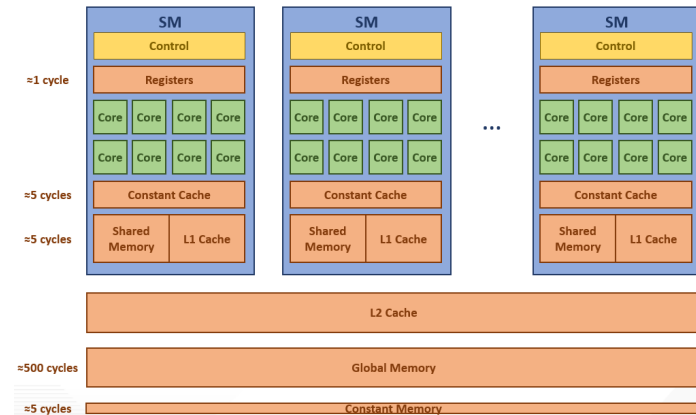 SM SM SM
Control Control Control
≈1 cycle Registers Registers Registers
Core Core Core Core Core Core Core Core Core Core Core Core
...
Core Core Core Core Core Core Core Core Core Core Core Core
≈5 cycles Constant Cache Constant Cache Constant Cache
≈5 cycles Shared Memory L1 Cache Shared Memory L1 Cache Shared Memory L1 Cache
L2 Cache
≈500 cycles Global Memory
≈5 cycles Constant Memory